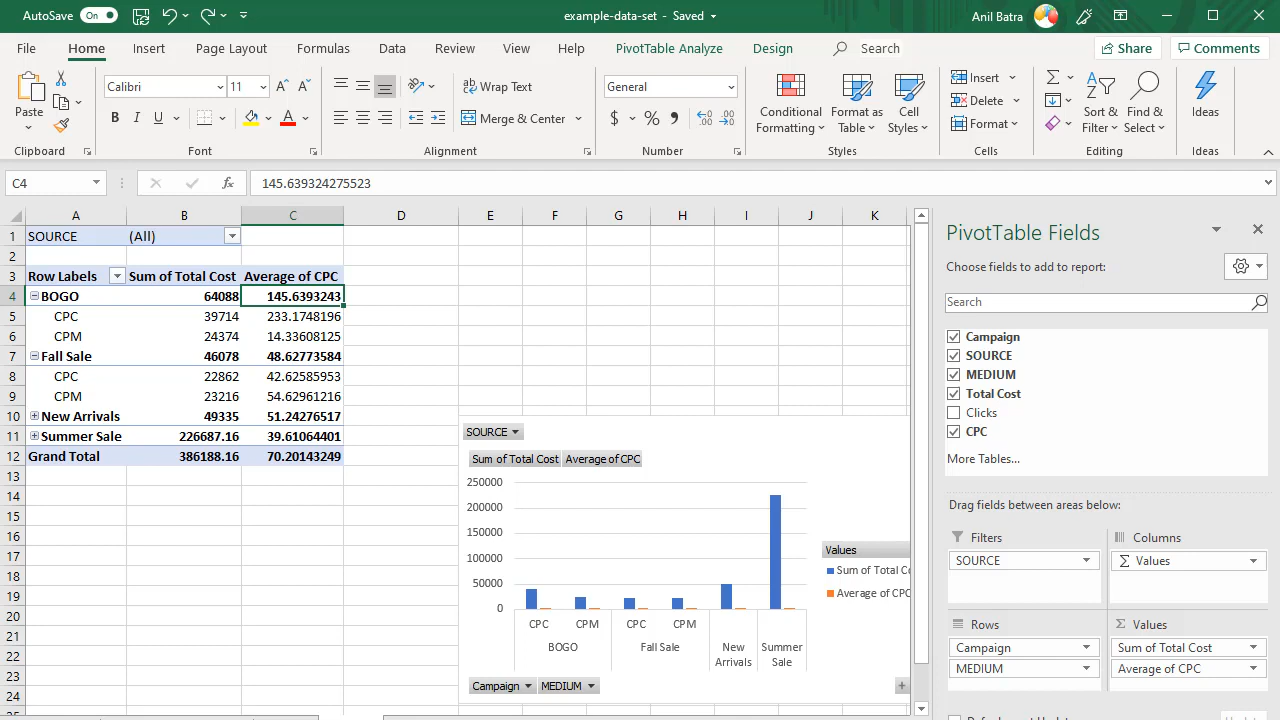 AutoSave On example-data-set - Saved Anil Batra
File Home Insert Page Layout Formulas Data Review View Help PivotTable Analyze Design Search Share Comments
Calibri 11 Wrap Text General Insert
Paste B I U Merge & Center $ % Conditional Formatting Format as Table Cell Styles Delete Format Sort & Filter Find & Select Ideas
Clipboard Font Alignment Number Styles Cells Editing Ideas
C4 fx 145.639324275523
A B C D E F G H I J K
1 SOURCE (All)
2
3 Row Labels Sum of Total Cost Average of CPC
4 BOGO 64088 145.6393243
5 CPC 39714 233.1748196
6 CPM 24374 14.33608125
7 Fall Sale 46078 48.62773584
8 CPC 22862 42.62585953
9 CPM 23216 54.62961216
10 New Arrivals 49335 51.24276517
11 Summer Sale 226687.16 39.61064401
12 Grand Total 386188.16 70.20143249
13
14
15
16
17
18
19
20
21
22
23
24
SOURCE
Sum of Total Cost Average of CPC
250000
200000
150000
100000
50000
0
CPC CPM CPC CPM New Arrivals Summer Sale
BOGO Fall Sale
Values
Sum of Total Co
Average of CPC
Campaign MEDIUM
PivotTable Fields
Choose fields to add to report:
Search
Campaign
SOURCE
MEDIUM
Total Cost
Clicks
CPC
More Tables...
Drag fields between areas below:
Filters Columns
SOURCE Σ Values
Rows Σ Values
Campaign Sum of Total Cost
MEDIUM Average of CPC